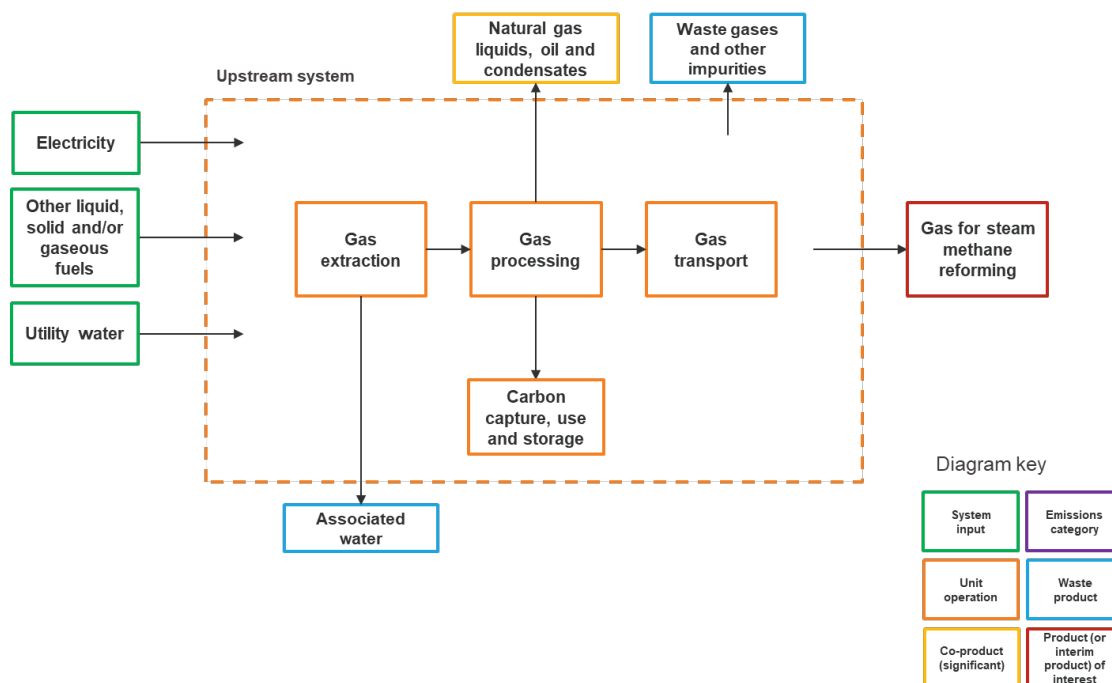 Natural gas
liquids, oil and
condensates
Waste gases
and other
impurities
Upstream system
Electricity
Other liquid,
solid and/or
gaseous
fuels
Utility water
Gas
extraction
Gas
processing
Gas
transport
Gas for steam
methane
reforming
Carbon
capture, use
and storage
Associated
water
Diagram key
System
input
Emissions
category
Unit
operation
Waste
product
Co-product
(significant)
Product (or
interim
product) of
interest